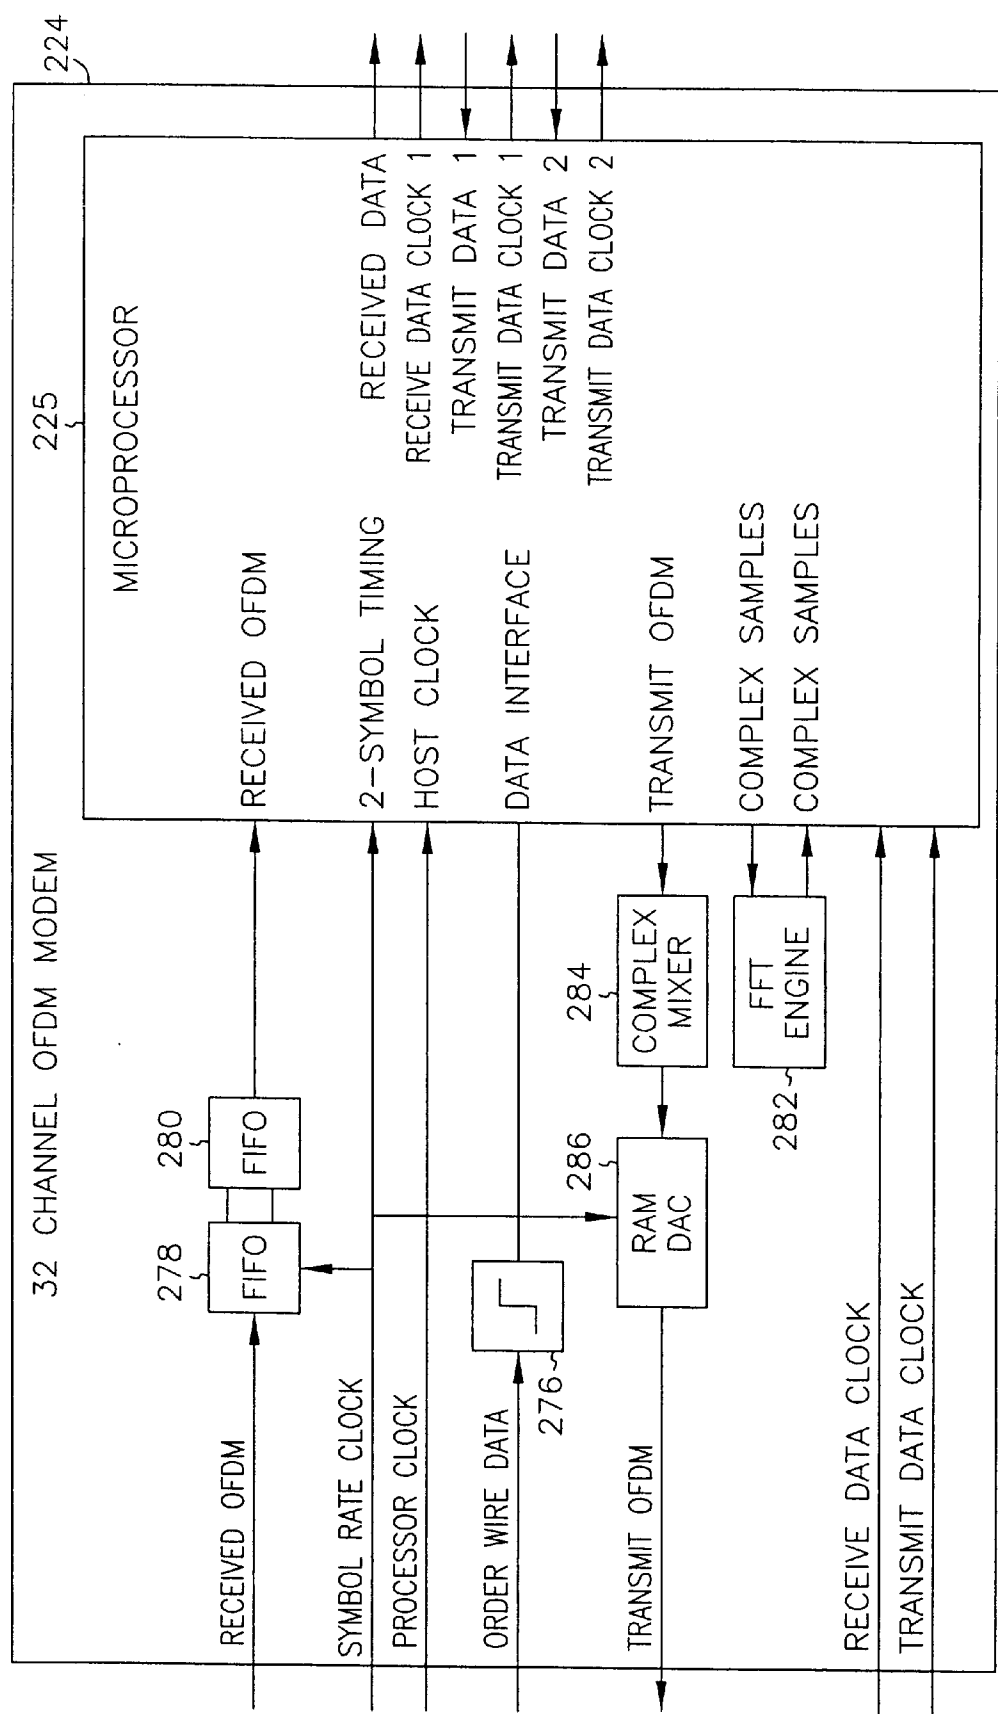 32 CHANNEL OFDM MODEM
224
225
MICROPROCESSOR
RECEIVED OFDM
278
FIFO
280
FIFO
RECEIVED OFDM
SYMBOL RATE CLOCK
2-SYMBOL TIMING
PROCESSOR CLOCK
HOST CLOCK
ORDER WIRE DATA
276
DATA INTERFACE
TRANSMIT OFDM
286
RAM
DAC
284
COMPLEX
MIXER
TRANSMIT OFDM
282
FFT
ENGINE
COMPLEX SAMPLES
COMPLEX SAMPLES
RECEIVE DATA CLOCK
TRANSMIT DATA CLOCK
RECEIVED DATA
RECEIVE DATA CLOCK 1
TRANSMIT DATA 1
TRANSMIT DATA CLOCK 1
TRANSMIT DATA 2
TRANSMIT DATA CLOCK 2